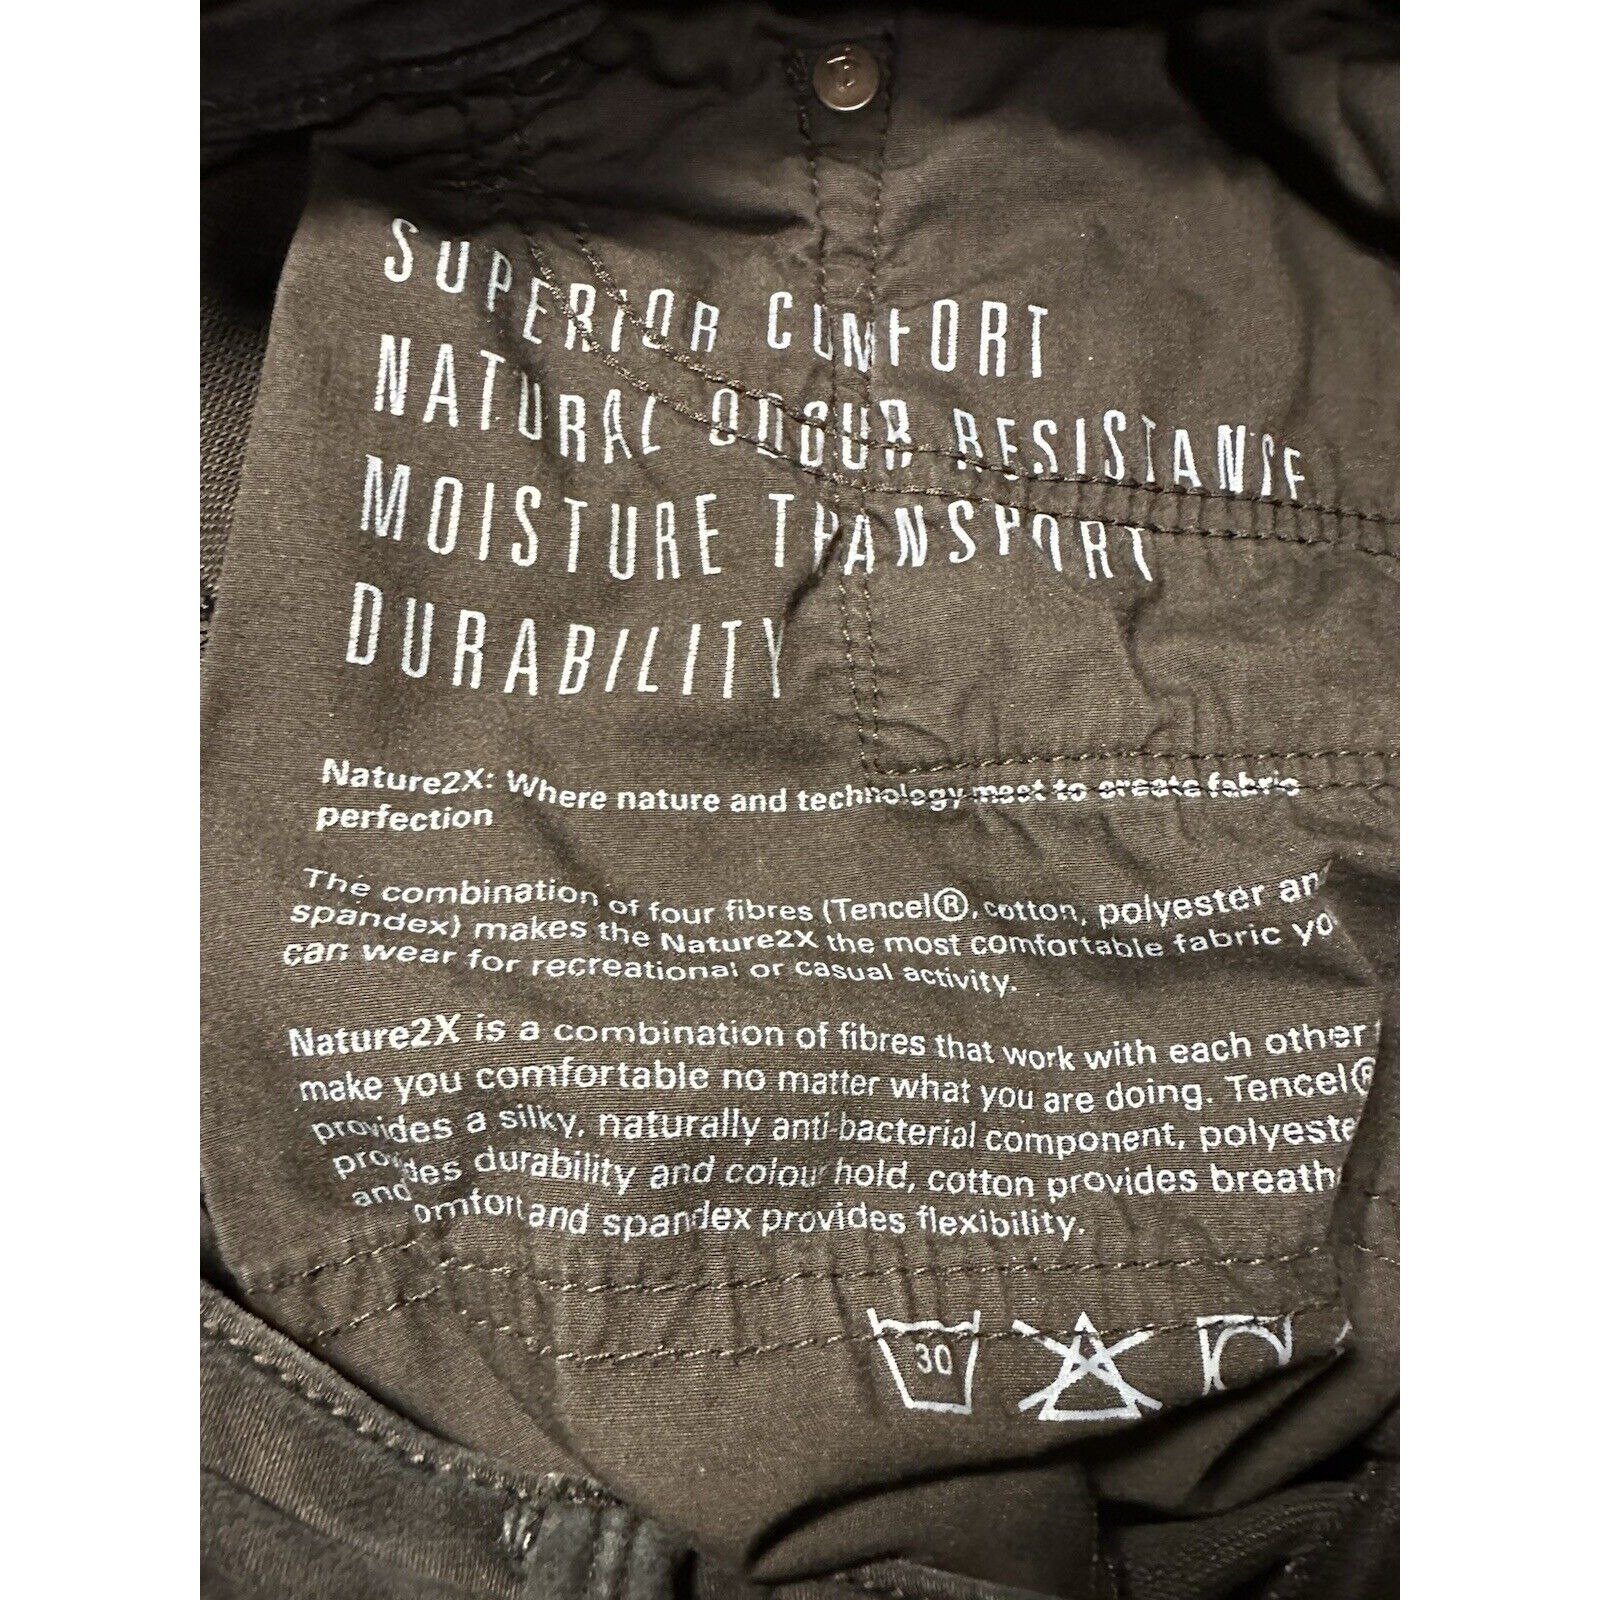 SUPERIOR COMFORT
NATURAL ODOUR RESISTANSE
MOISTURE TRANSPORT
DURABILITY
Nature2X: Where nature and technology meet to create fabric
perfection
The combination of four fibres (Tencel®, cotton, polyester an
spandex) makes the Nature2X the most comfortable fabric yo
can wear for recreational or casual activity.
Nature2X is a combination of fibres that work with each other
make you comfortable no matter what you are doing. Tencel®
provides a silky, naturally anti-bacterial component, polyeste
provides durability and colour hold, cotton provides breath
and comfort and spandex provides flexibility.
30